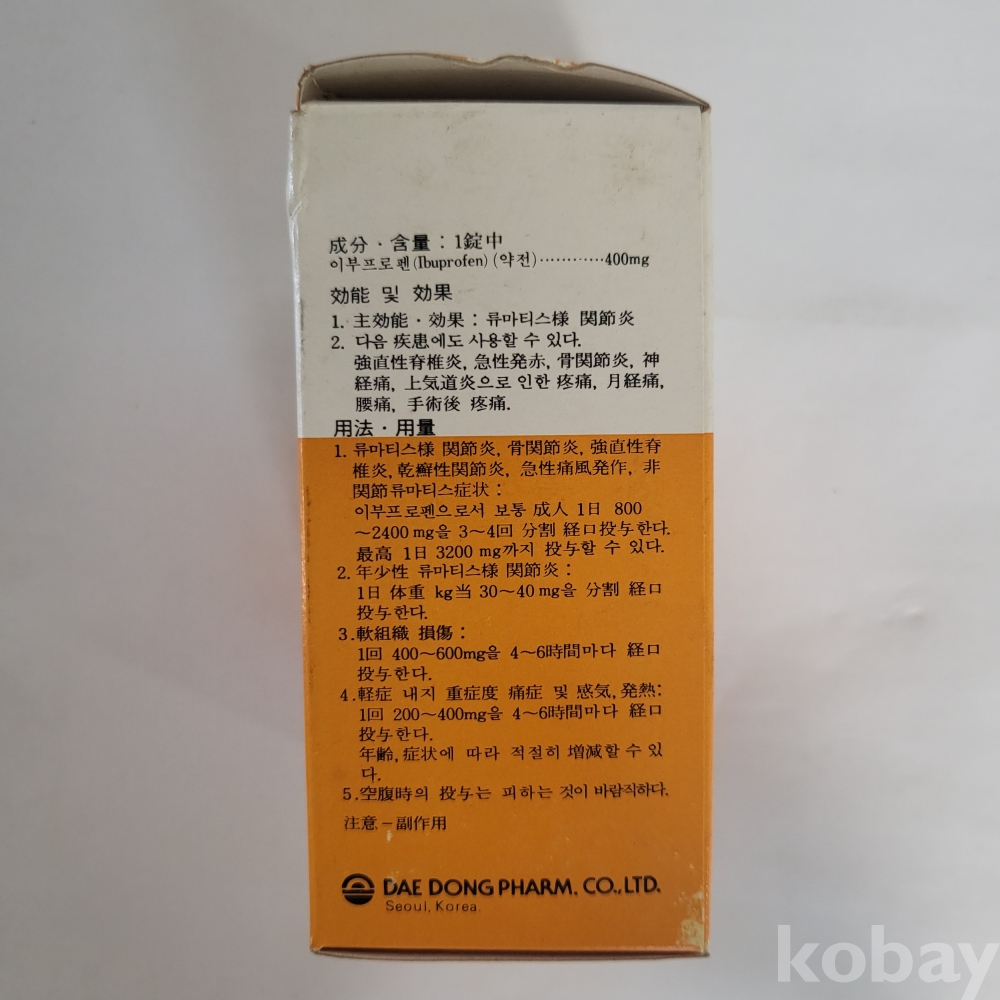 成分·含量：1錠中
이부프로펜(Ibuprofen) (약전)············400mg
効能 및 効果
1. 主効能·効果：류마티스様 関節炎
2. 다음 疾患에도 사용할 수 있다.
強直性脊椎炎, 急性発赤, 骨関節炎, 神
経痛, 上気道炎으로 인한 疼痛, 月経痛,
腰痛, 手術後 疼痛.
用法·用量
1. 류마티스様 関節炎, 骨関節炎, 強直性脊
椎炎, 乾癬性関節炎, 急性痛風発作, 非
関節류마티스症状：
이부프로펜으로서 보통 成人 1日 800
～2400mg을 3～4回 分割 経口投与한다.
最高 1日 3200mg까지 投与할 수 있다.
2. 年少性 류마티스様 関節炎：
1日 体重 kg当 30～40mg을 分割 経口
投与한다.
3. 軟組織 損傷：
1回 400～600mg을 4～6時間마다 経口
投与한다.
4. 軽症 내지 重症度 痛症 및 感気, 発熱：
1回 200～400mg을 4～6時間마다 経口
投与한다.
年齢, 症状에 따라 적절히 増減할 수 있
다.
5. 空腹時의 投与는 피하는 것이 바람직하다.
注意－副作用
DAE DONG PHARM. CO., LTD.
Seoul, Korea.
kobay